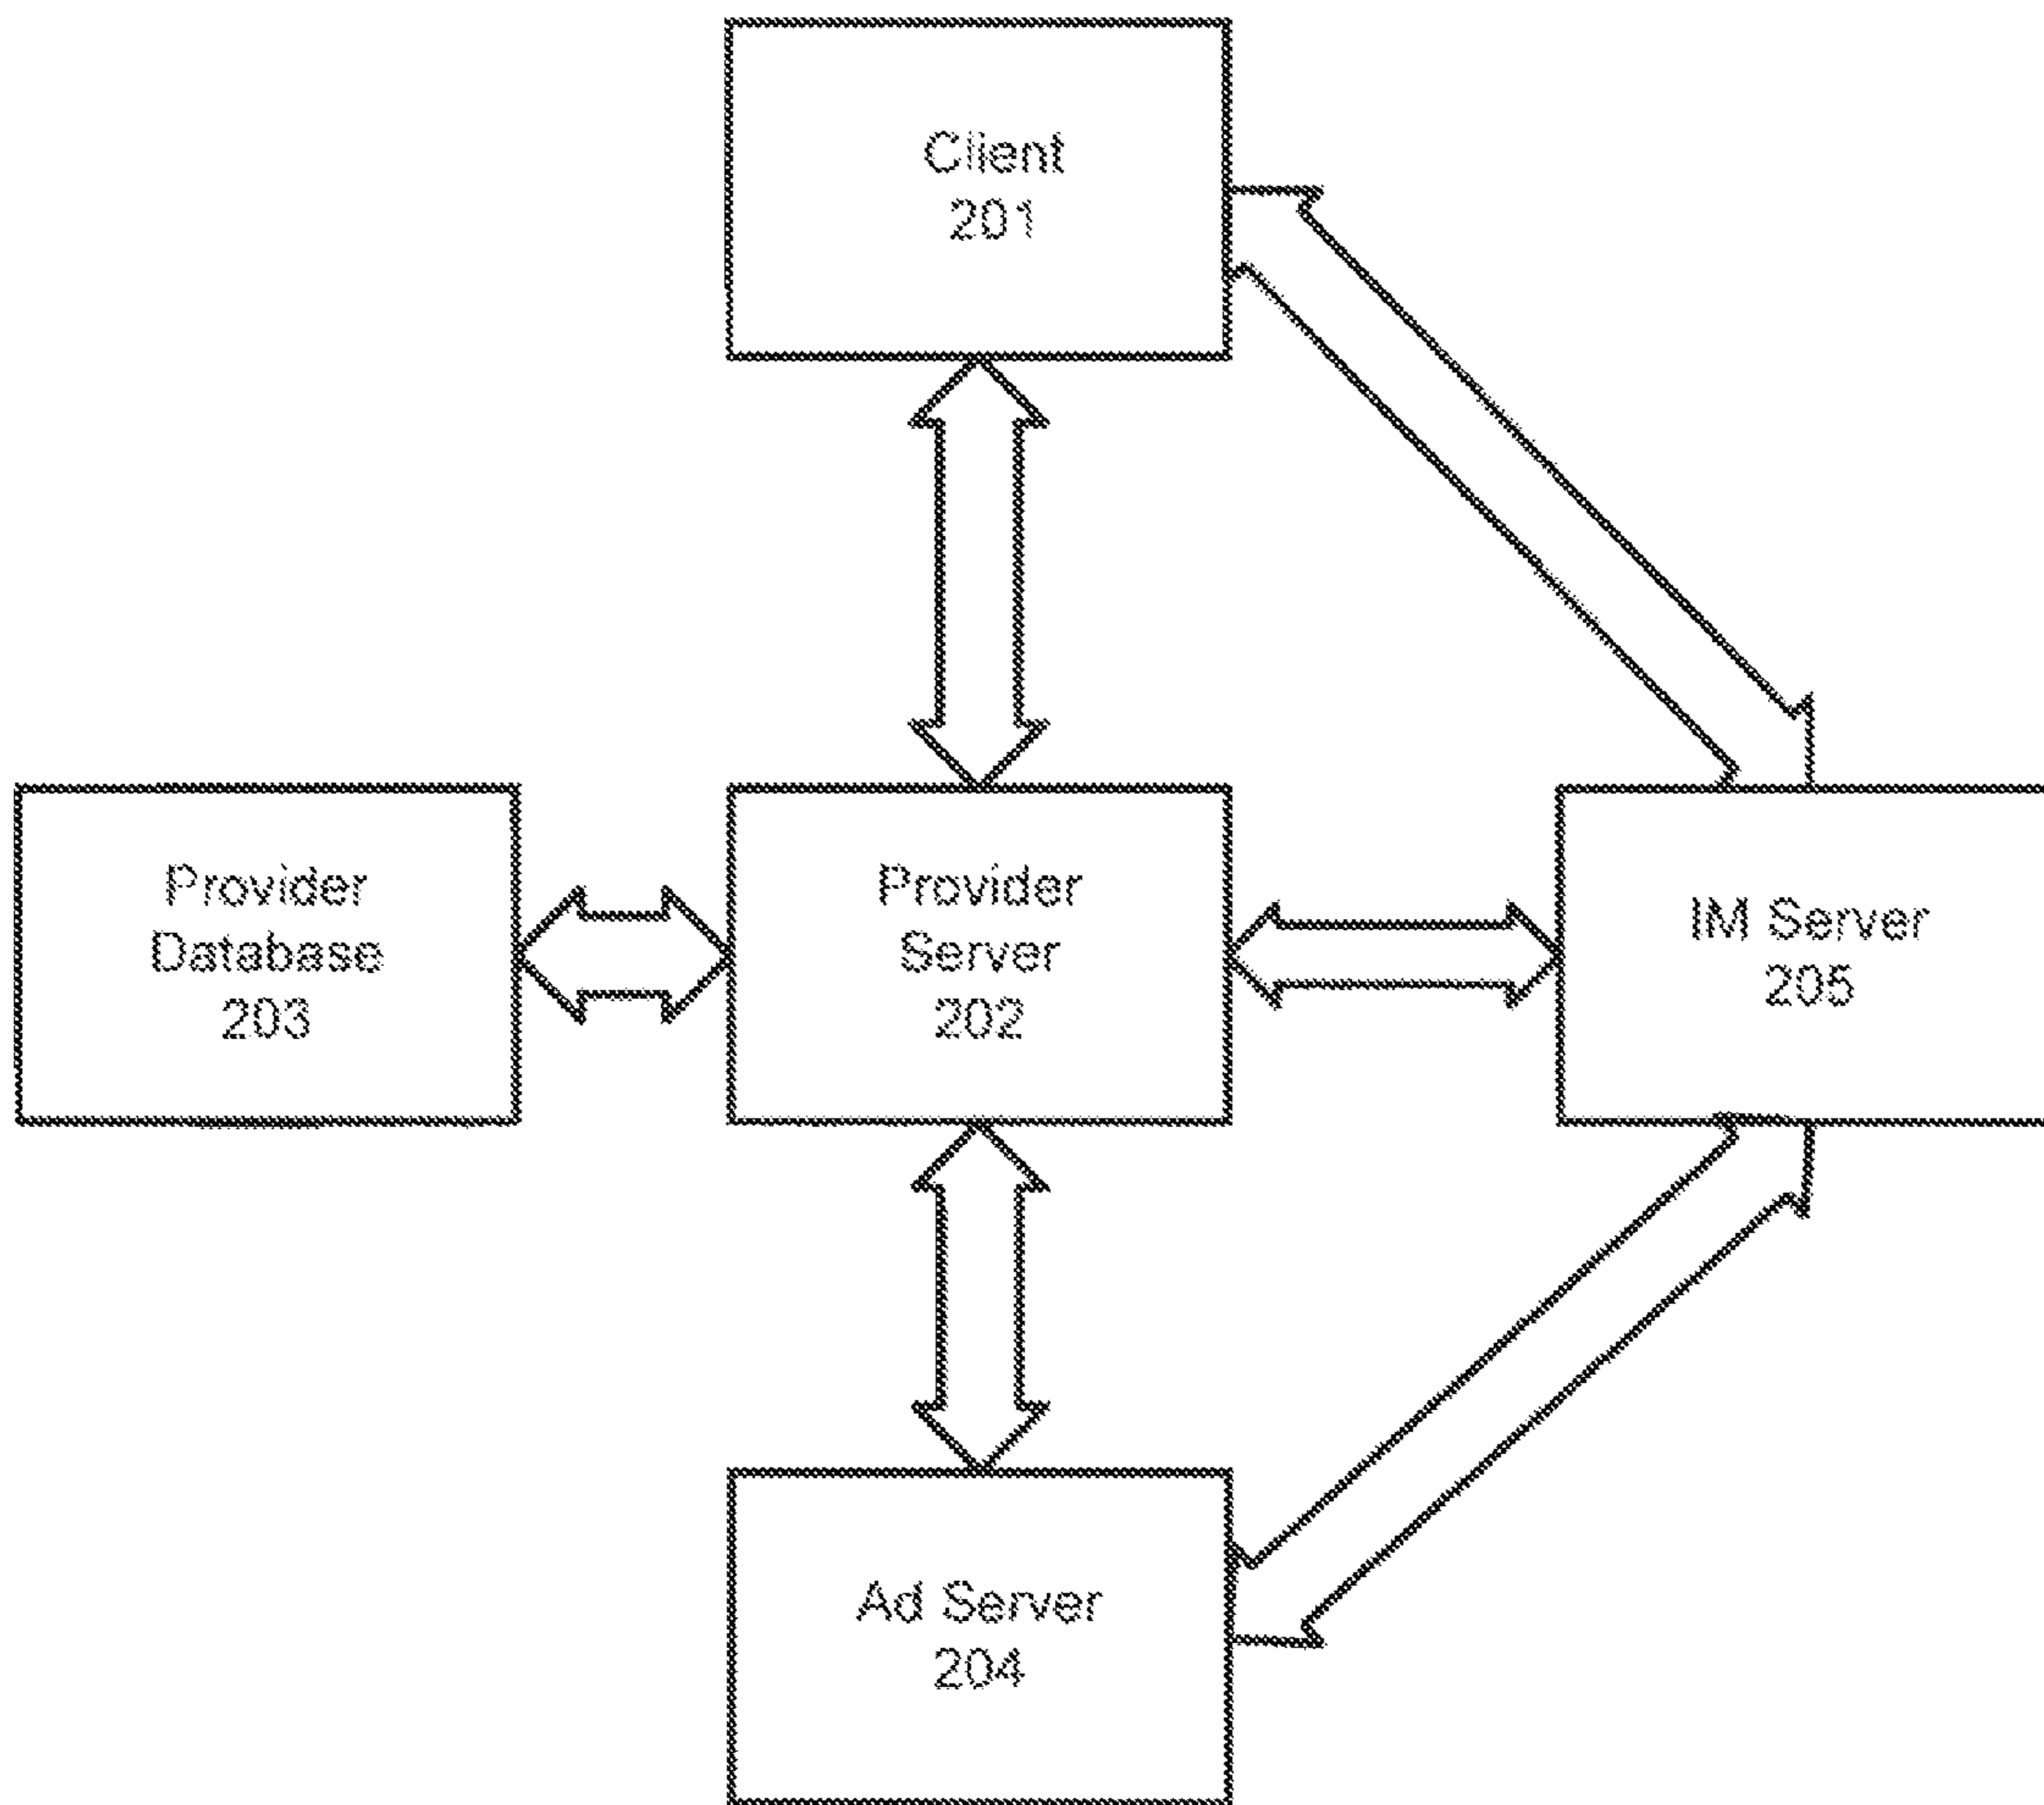 Client
201
Provider
Database
203
Provider
Server
202
IM Server
205
Ad Server
204